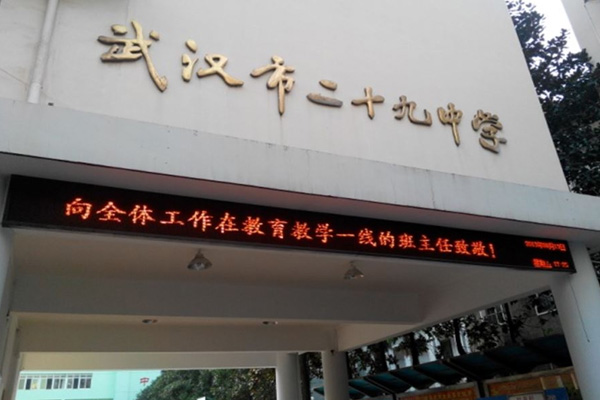 武汉市二十九中学
向全体工作在教育教学一线的班主任致敬!
中